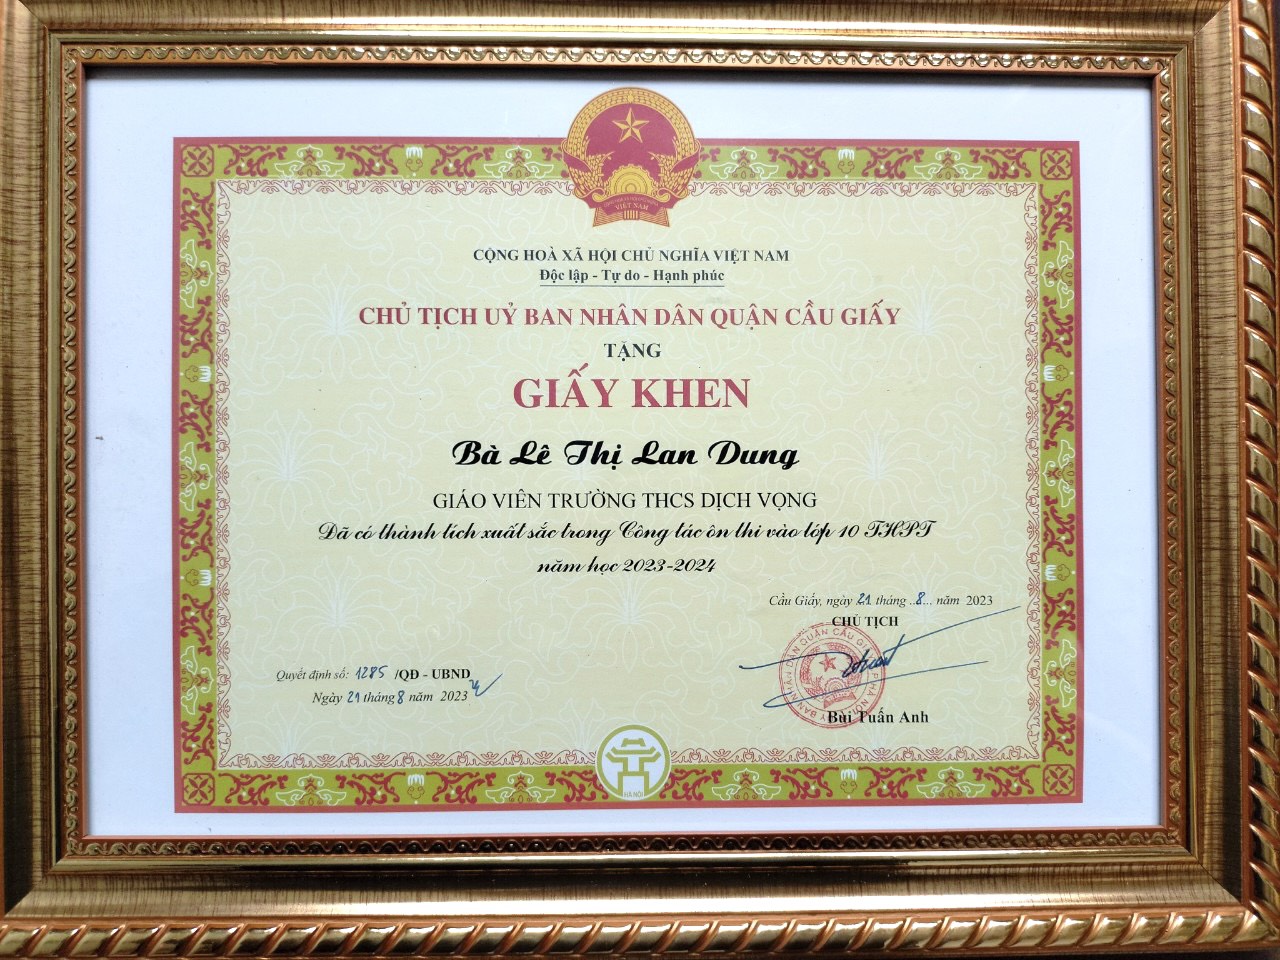 VIỆT NAM
CỘNG HOÀ XÃ HỘI CHỦ NGHĨA VIỆT NAM
Độc lập - Tự do - Hạnh phúc
CHỦ TỊCH UỶ BAN NHÂN DÂN QUẬN CẦU GIẤY
TẶNG
GIẤY KHEN
Bà Lê Thị Lan Dung
GIÁO VIÊN TRƯỜNG THCS DỊCH VỌNG
Đã có thành tích xuất sắc trong Công tác ôn thi vào lớp 10 THPT
năm học 2023-2024
Cầu Giấy, ngày 21 tháng ..8... năm 2023
CHỦ TỊCH
Quyết định số: 1285 /QĐ - UBND
Ngày 21 tháng 8 năm 2023
Bùi Tuấn Anh
HÀ NỘI